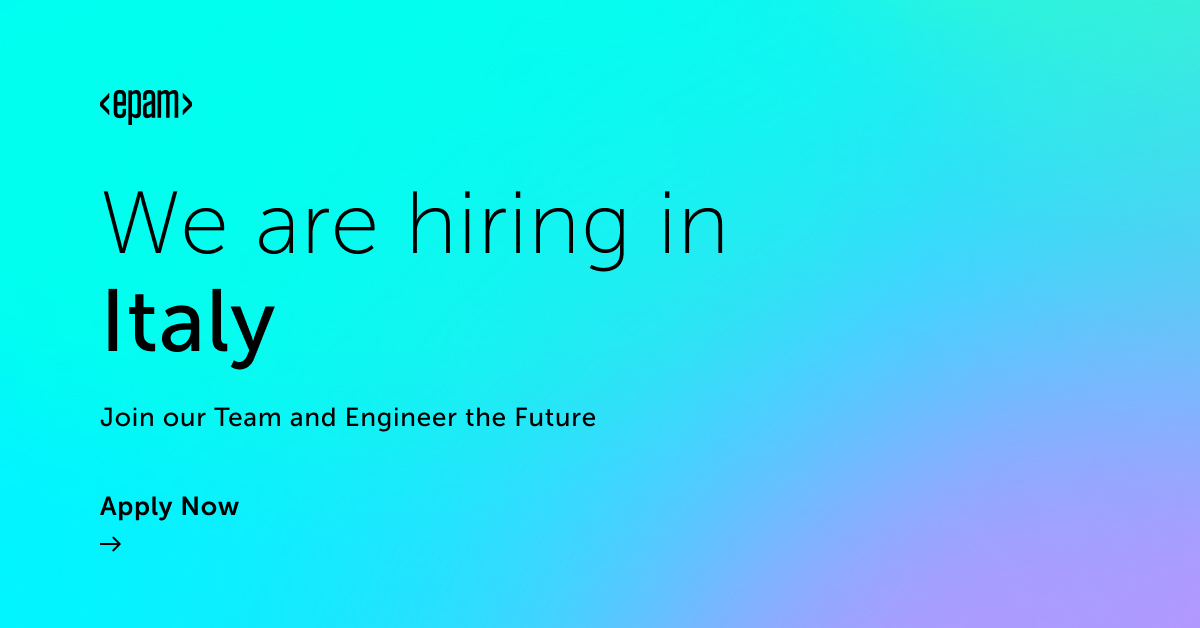 <epam>
We are hiring in
Italy
Join our Team and Engineer the Future
Apply Now
→